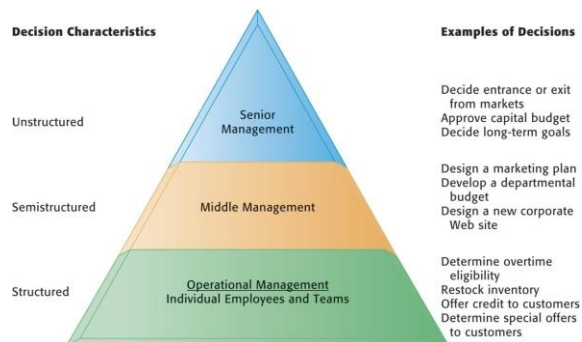 Decision Characteristics
Examples of Decisions
Unstructured
Senior
Management
Decide entrance or exit
from markets
Approve capital budget
Decide long-term goals
Semistructured
Middle Management
Design a marketing plan
Develop a departmental
budget
Design a new corporate
Web site
Structured
Operational Management
Individual Employees and Teams
Determine overtime
eligibility
Restock inventory
Offer credit to customers
Determine special offers
to customers